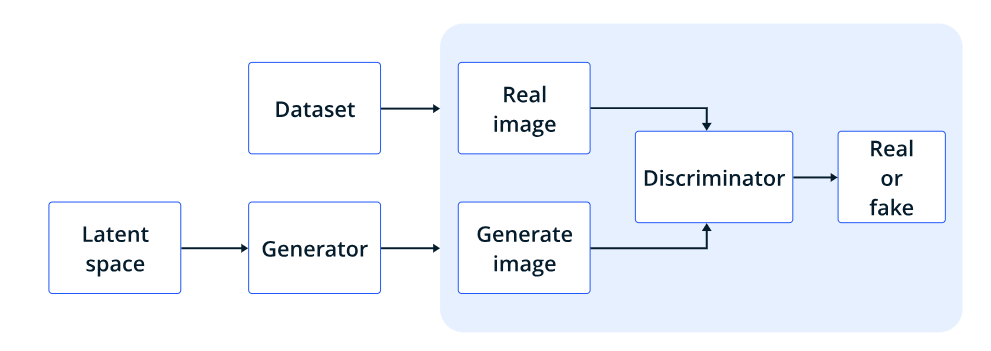 Dataset
Real
image
Discriminator
Real
or
fake
Latent
space
Generator
Generate
image